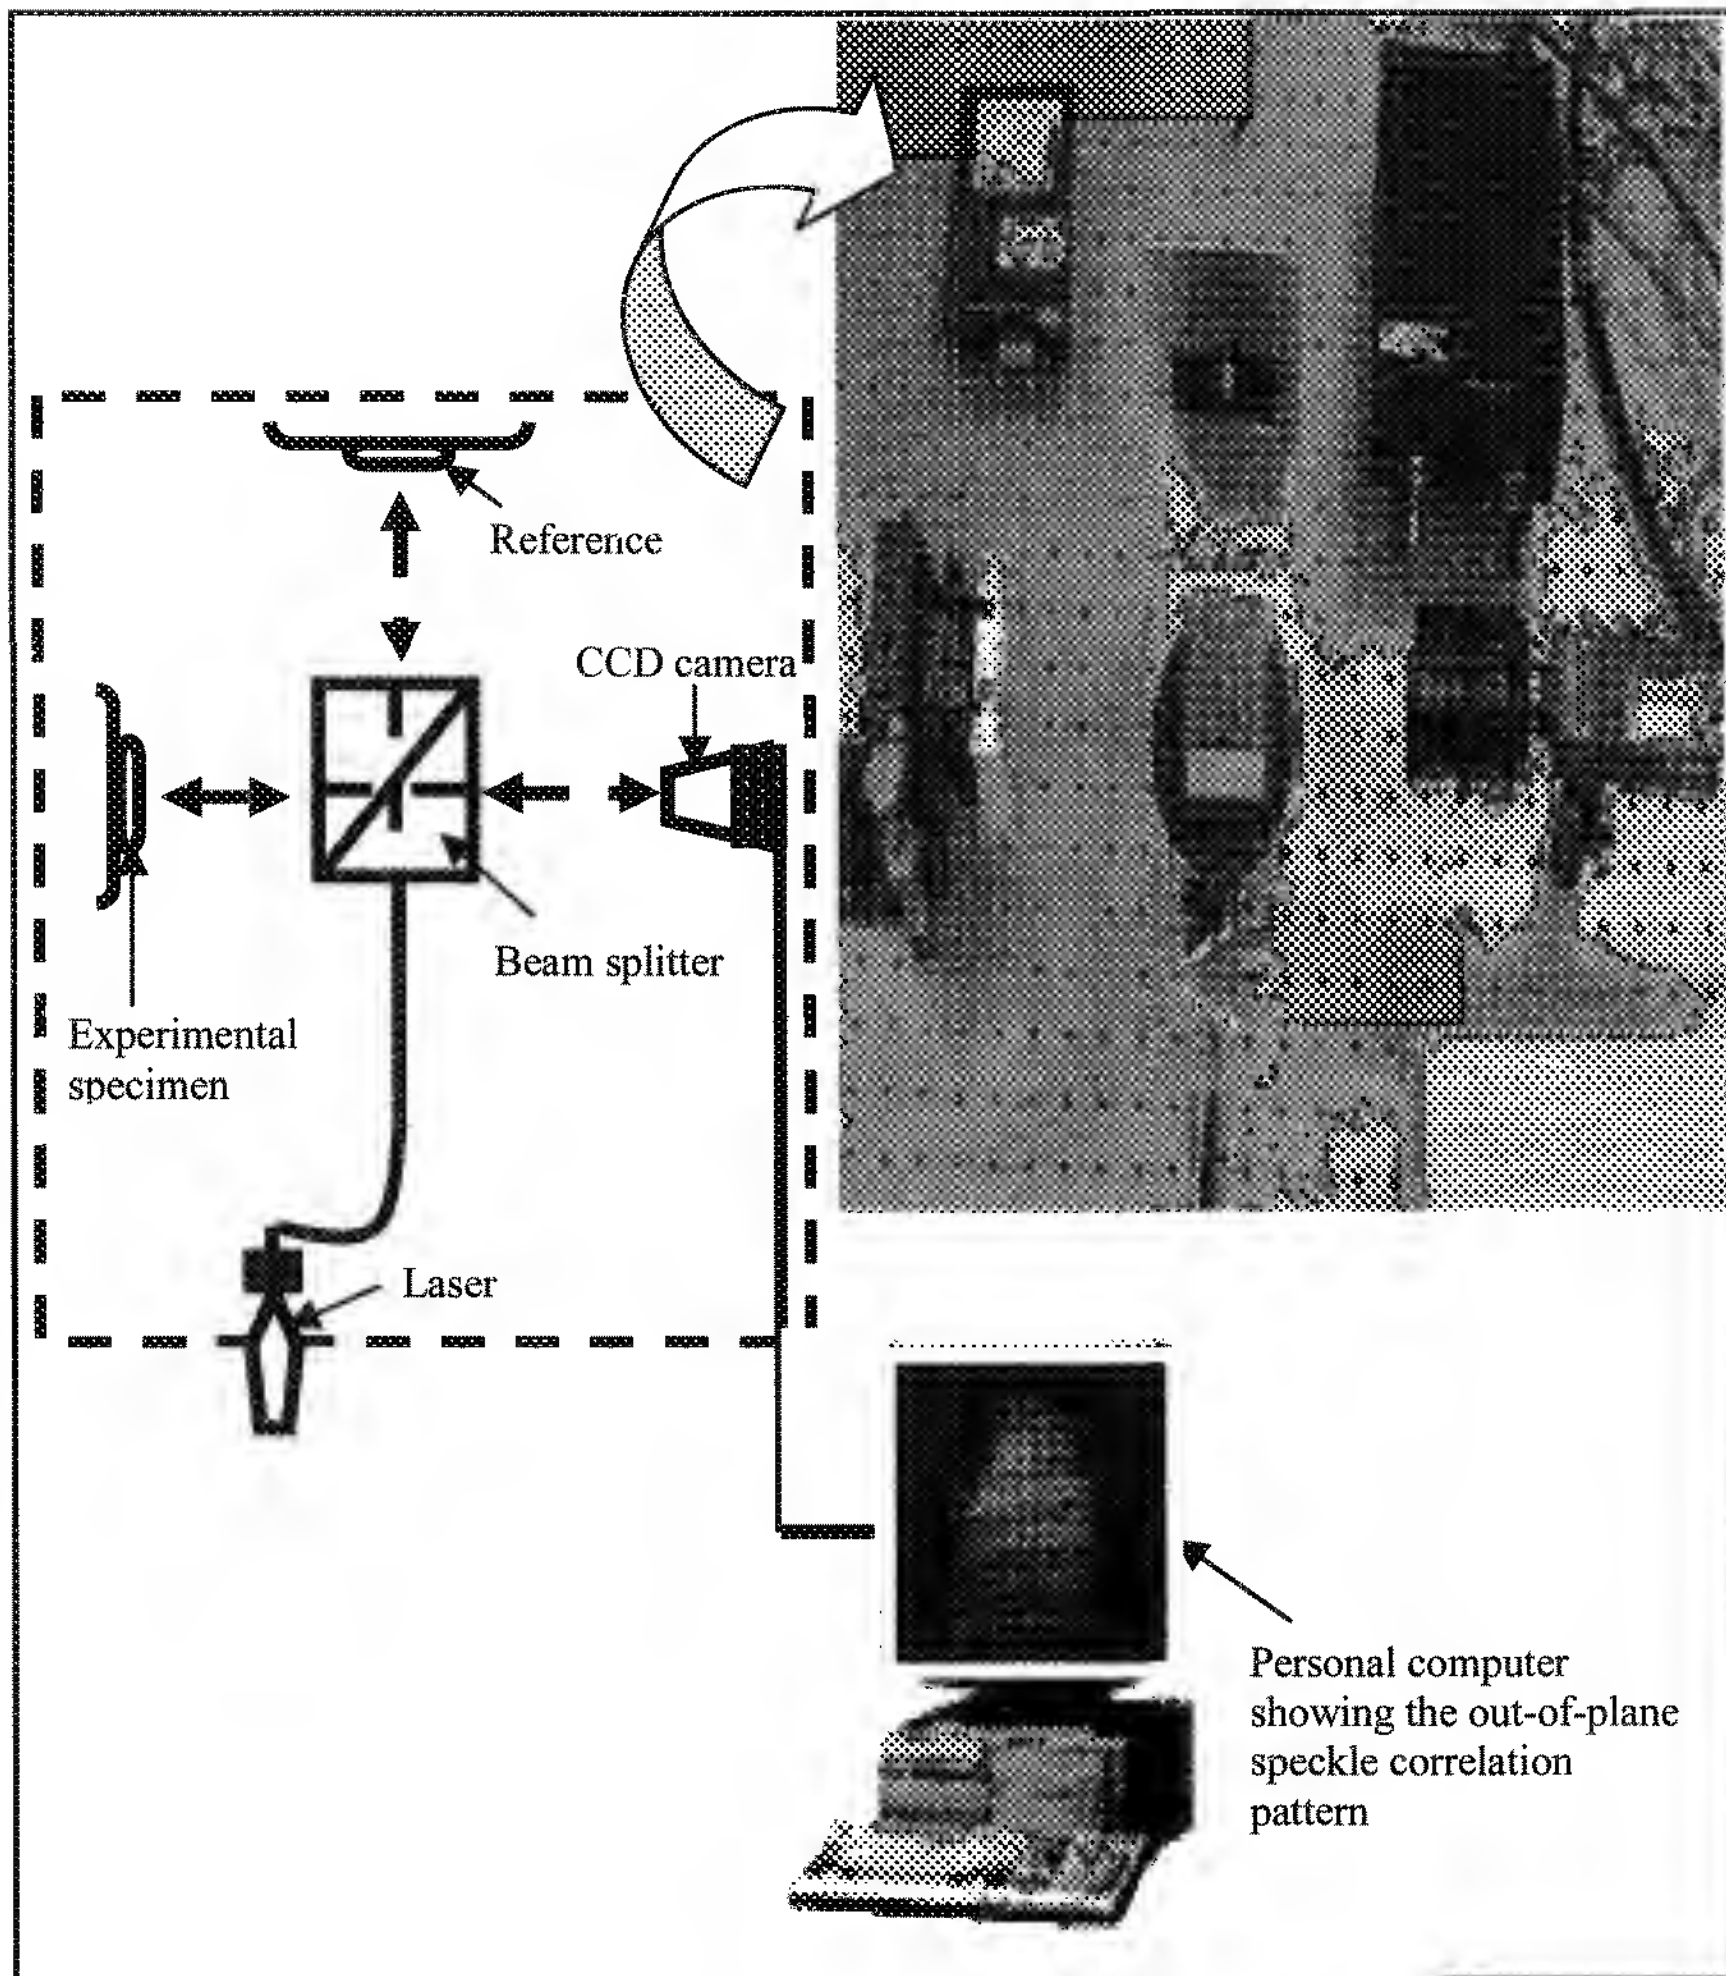 Reference
CCD camera
Beam splitter
Experimental
specimen
Laser
Personal computer
showing the out-of-plane
speckle correlation
pattern